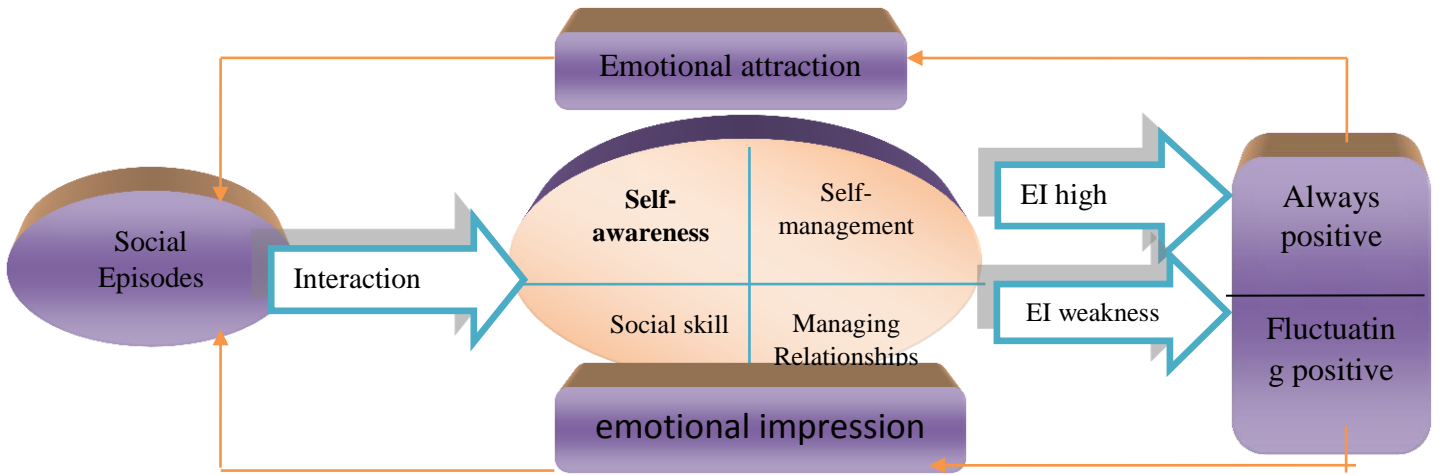 Emotional attraction
Social
Episodes
Interaction
Self-
awareness
Self-
management
Social skill
Managing
Relationships
EI high
EI weakness
Always
positive
Fluctuatin
g positive
emotional impression